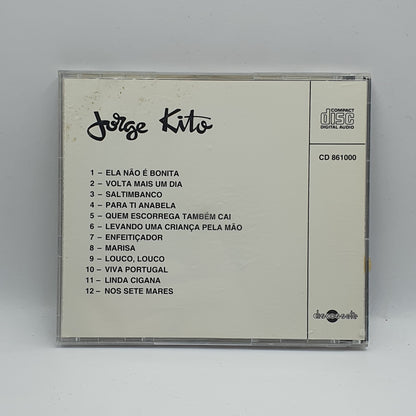 Jorge Kito
COMPACT
disc
DIGITAL AUDIO
CD 861000
1 – ELA NÃO É BONITA
2 – VOLTA MAIS UM DIA
3 – SALTIMBANCO
4 – PARA TI ANABELA
5 – QUEM ESCORREGA TAMBÉM CAI
6 – LEVANDO UMA CRIANÇA PELA MÃO
7 – ENFEITIÇADOR
8 – MARISA
9 – LOUCO, LOUCO
10 – VIVA PORTUGAL
11 – LINDA CIGANA
12 – NOS SETE MARES
discossete